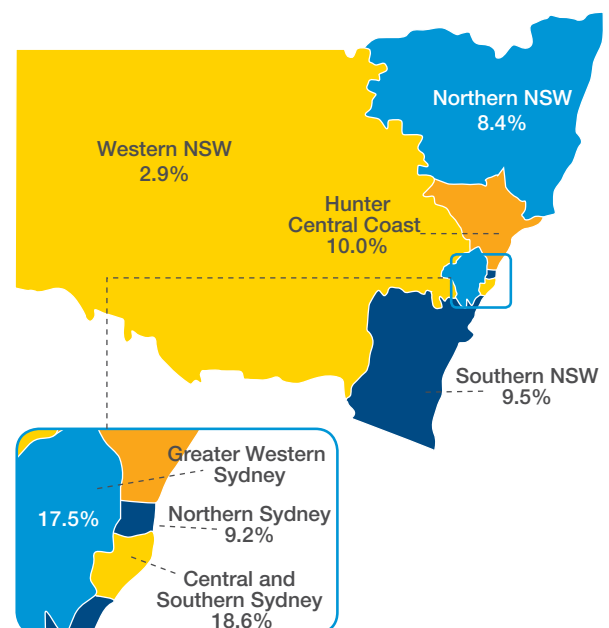 Northern NSW
8.4%
Western NSW
2.9%
Hunter
Central Coast
10.0%
Southern NSW
9.5%
Greater Western
Sydney
17.5%
Northern Sydney
9.2%
Central and
Southern Sydney
18.6%